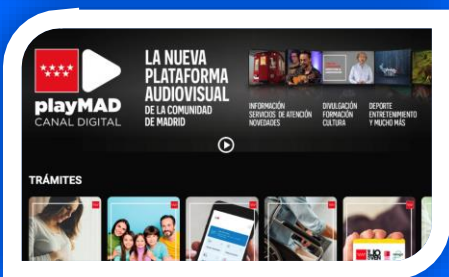 playMAD
CANAL DIGITAL
LA NUEVA
PLATAFORMA
AUDIOVISUAL
DE LA COMUNIDAD
DE MADRID
INFORMACIÓN
SERVICIOS DE ATENCIÓN
NOVEDADES
DIVULGACIÓN
FORMACIÓN
CULTURA
DEPORTE
ENTRETENIMIENTO
Y MUCHO MÁS
TRÁMITES